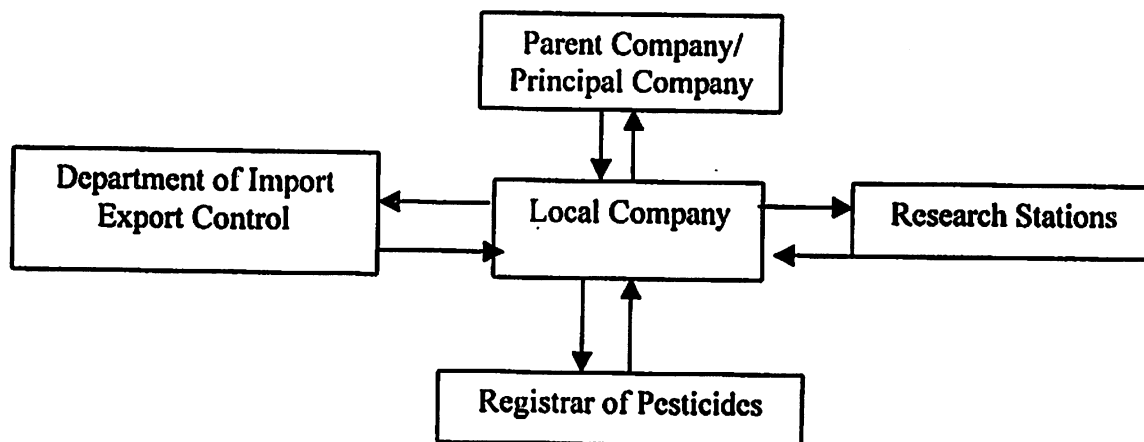 Parent Company/
Principal Company
Department of Import
Export Control
Local Company
Research Stations
Registrar of Pesticides